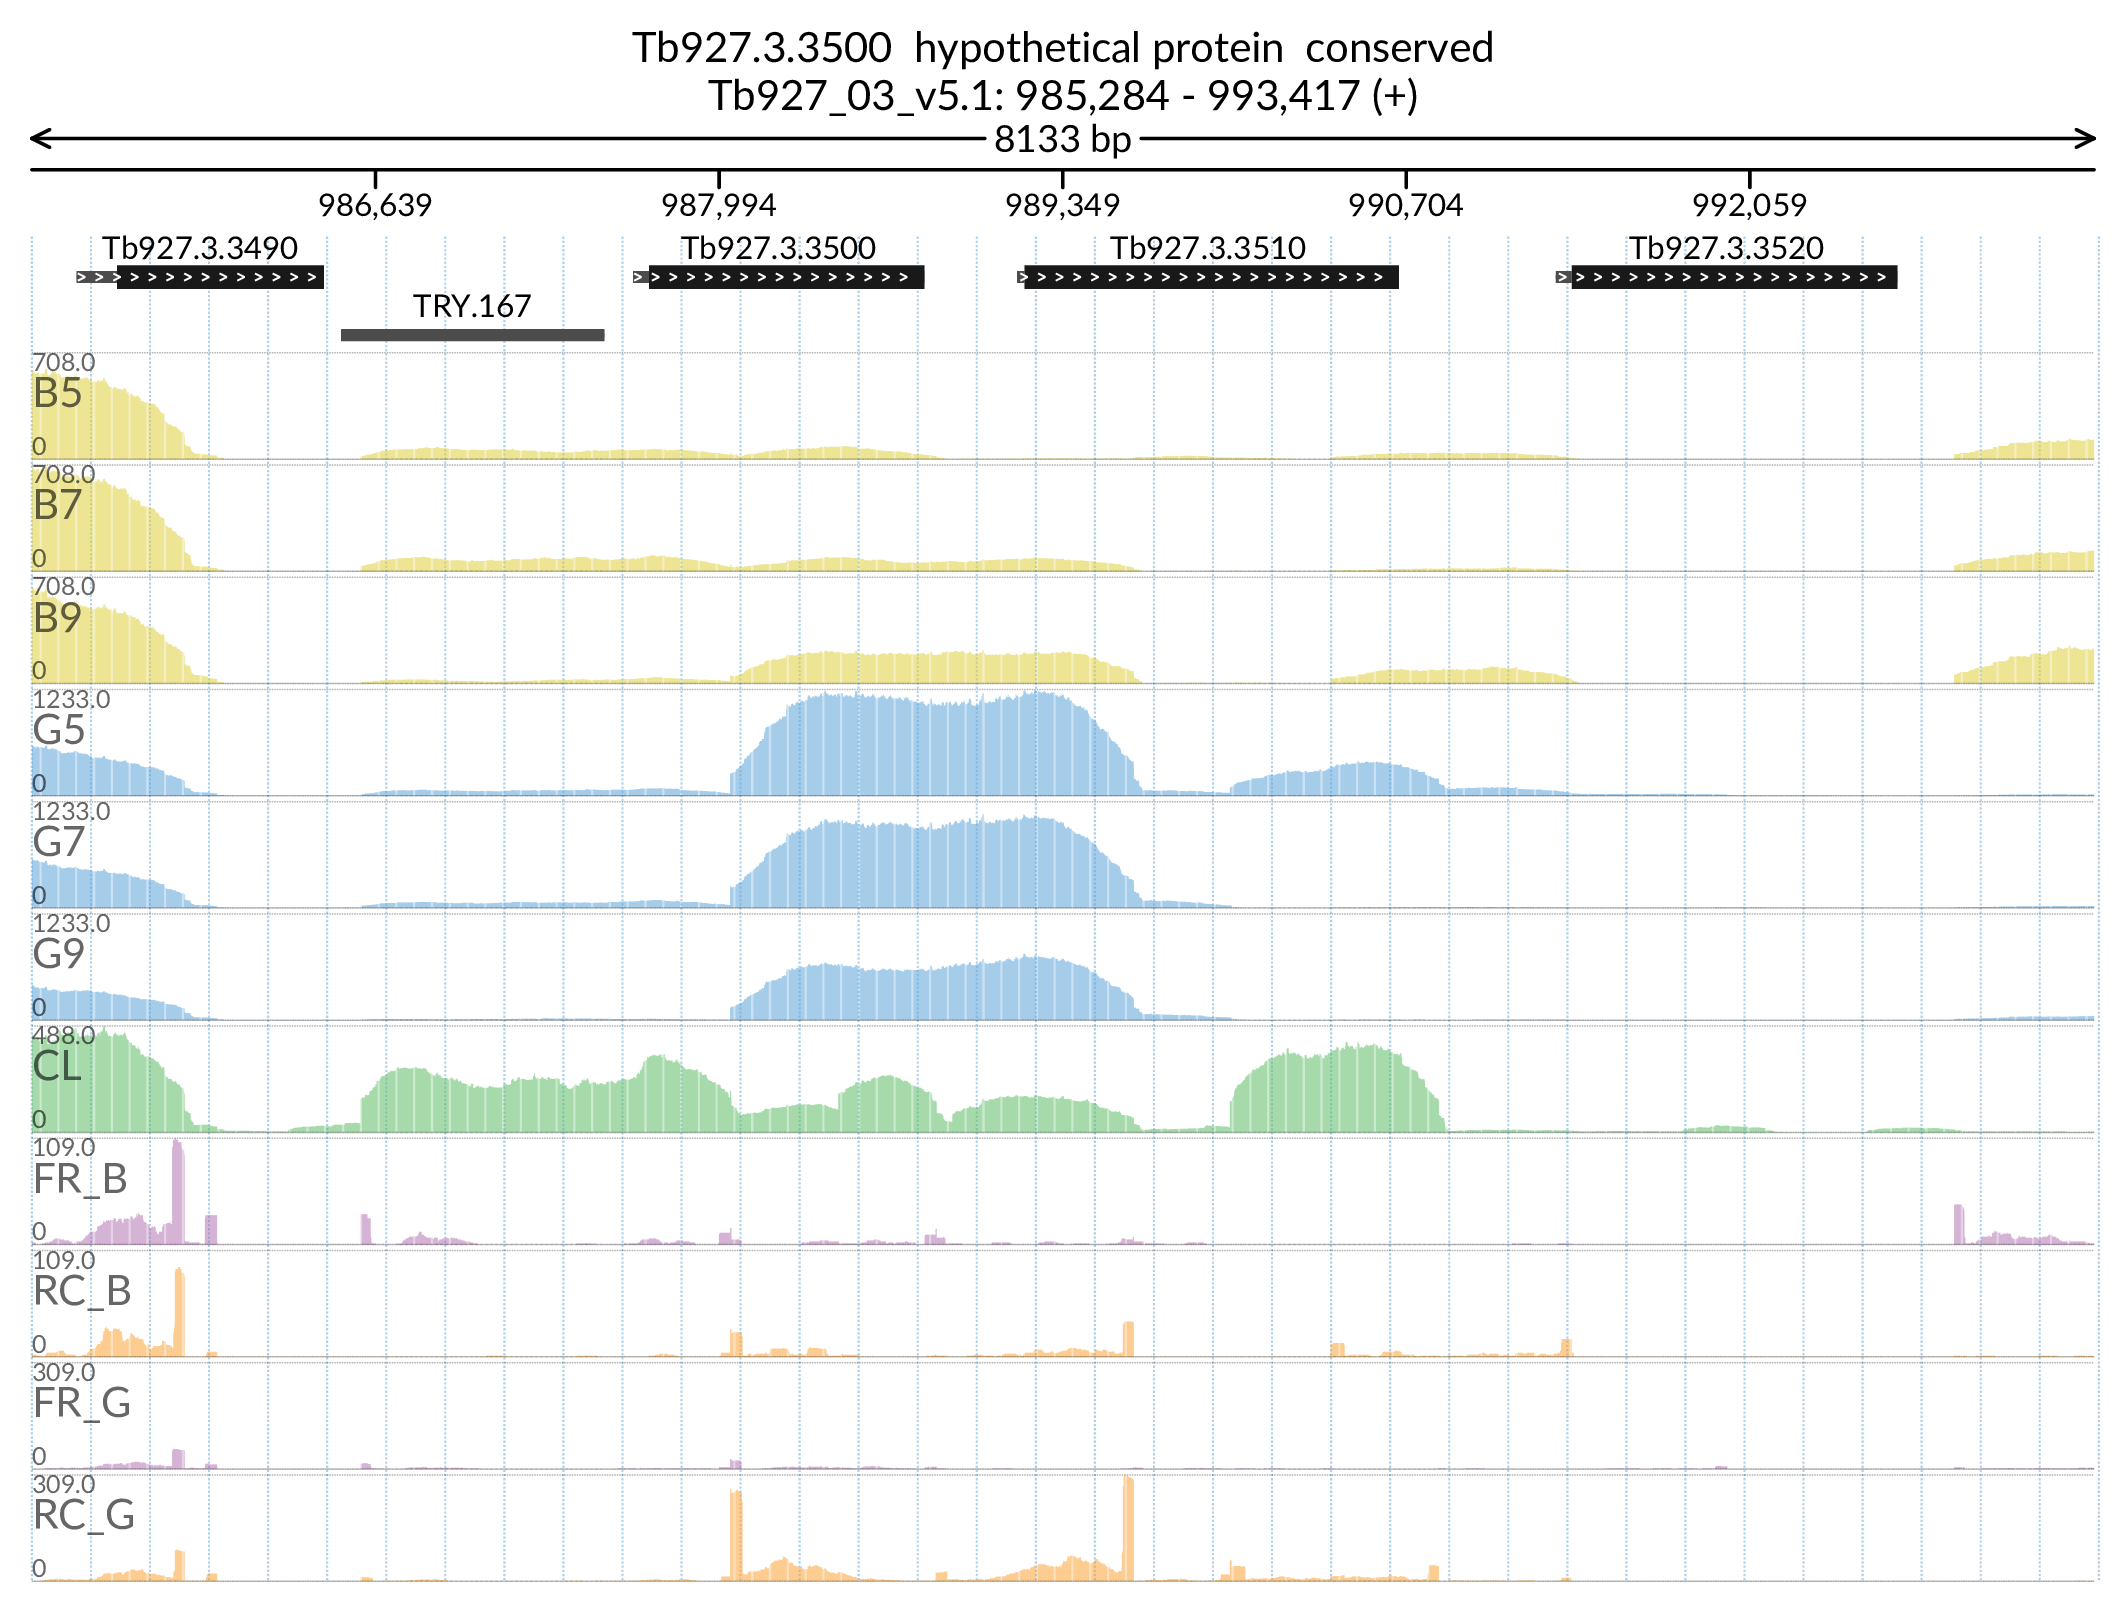 Tb927.3.3500 hypothetical protein conserved
Tb927_03_v5.1: 985,284 - 993,417 (+)
8133 bp
986,639 987,994 989,349 990,704 992,059
Tb927.3.3490 Tb927.3.3500 Tb927.3.3510 Tb927.3.3520
TRY.167
708.0
B5
0
708.0
B7
0
708.0
B9
0
1233.0
G5
0
1233.0
G7
0
1233.0
G9
0
488.0
CL
0
109.0
FR_B
0
109.0
RC_B
0
309.0
FR_G
0
309.0
RC_G
0